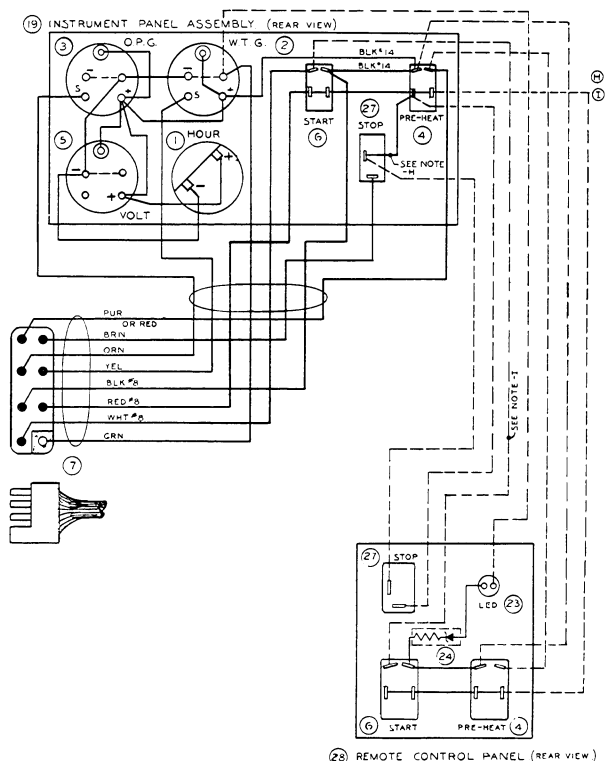 19 INSTRUMENT PANEL ASSEMBLY (REAR VIEW)
3 O.P.G. W.T.G. 2
BLK#14
BLK#14
H
I
S S
27
STOP
START
6
PRE-HEAT
4
5
1 HOUR
SEE NOTE
-H
VOLT
PUR
OR RED
BRN
ORN
YEL
BLK #8
RED #8
WHT #8
GRN
7
SEE NOTE-I
27 STOP
LED 23
24
6 START PRE-HEAT 4
28 REMOTE CONTROL PANEL (REAR VIEW)